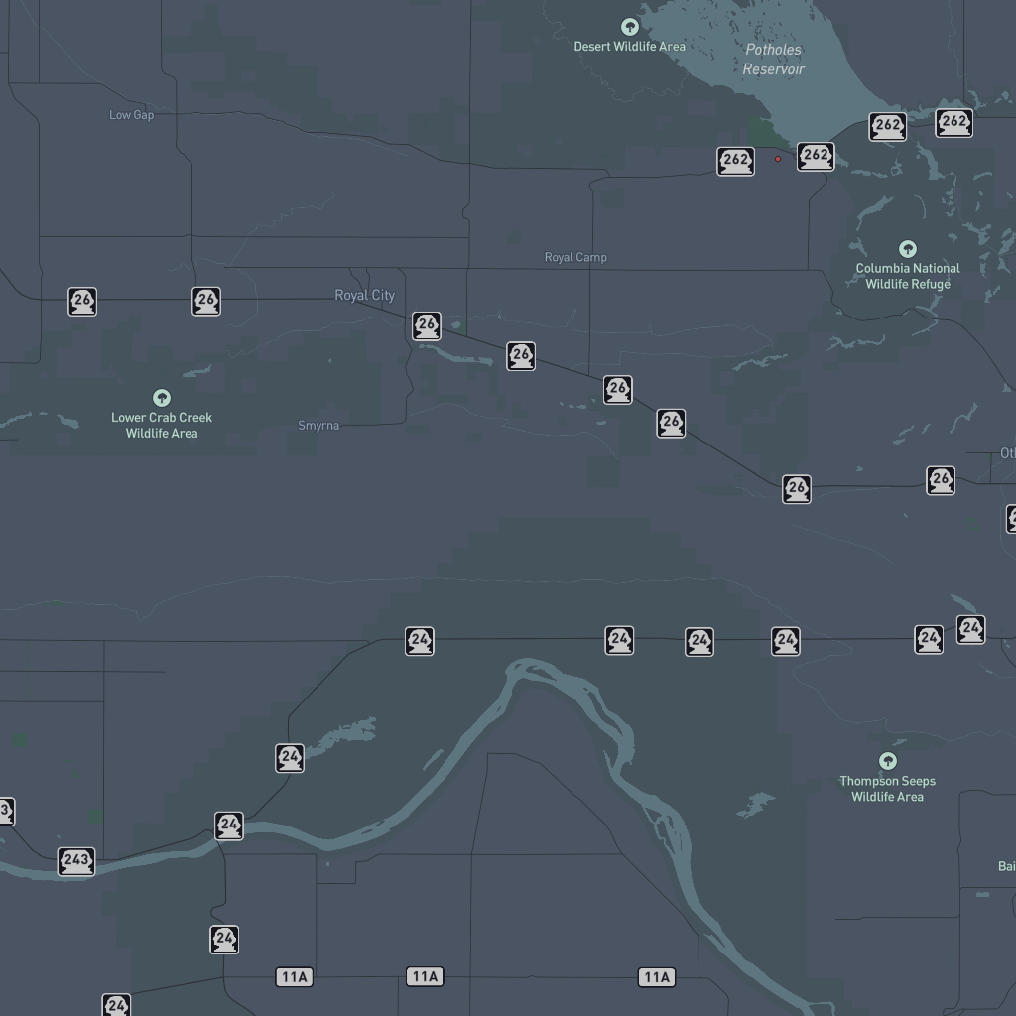 Desert Wildlife Area
Potholes
Reservoir
Low Gap
262
262
262
262
Royal Camp
Columbia National
Wildlife Refuge
Royal City
26
26
26
26
26
26
Lower Crab Creek
Wildlife Area
Smyrna
26
26
24
24
24
24
24
24
24
Thompson Seeps
Wildlife Area
3
24
243
Bai
24
11A
11A
11A
24